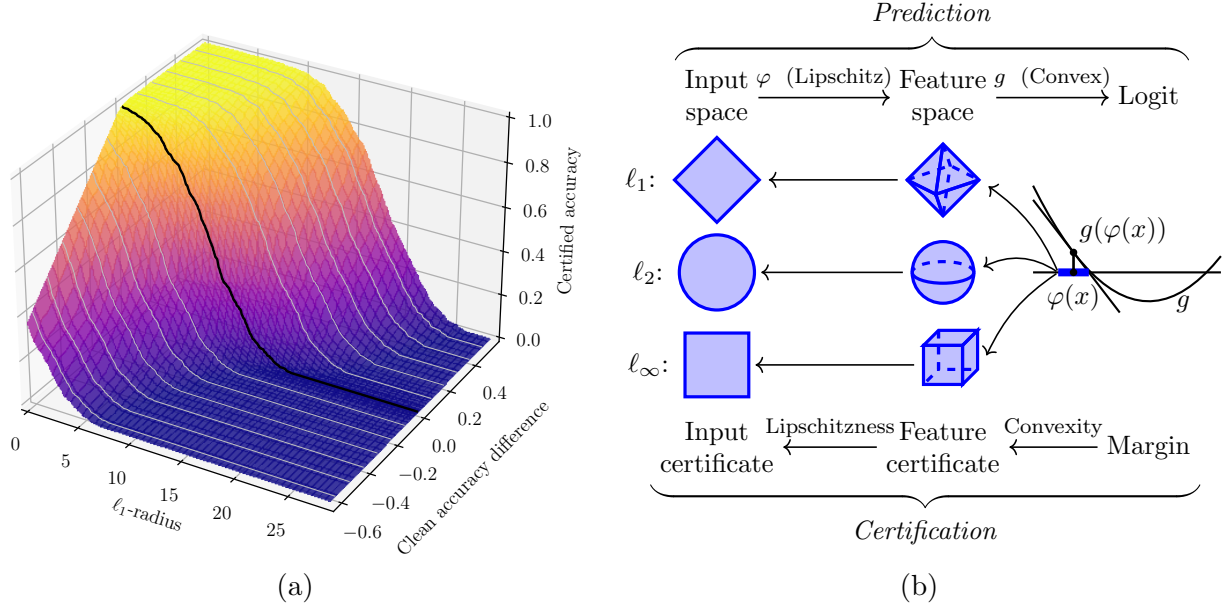 1.0
0.8
0.6
0.4
0.2
0.0
Certified accuracy
0
5
10
15
20
25
ℓ₁-radius
0.4
0.2
0.0
−0.2
−0.4
−0.6
Clean accuracy difference
(a)
Prediction
Input space
φ (Lipschitz)
Feature space
g (Convex)
Logit
ℓ₁:
ℓ₂:
ℓ∞:
g(φ(x))
φ(x)
g
Input certificate
Lipschitzness
Feature certificate
Convexity
Margin
Certification
(b)